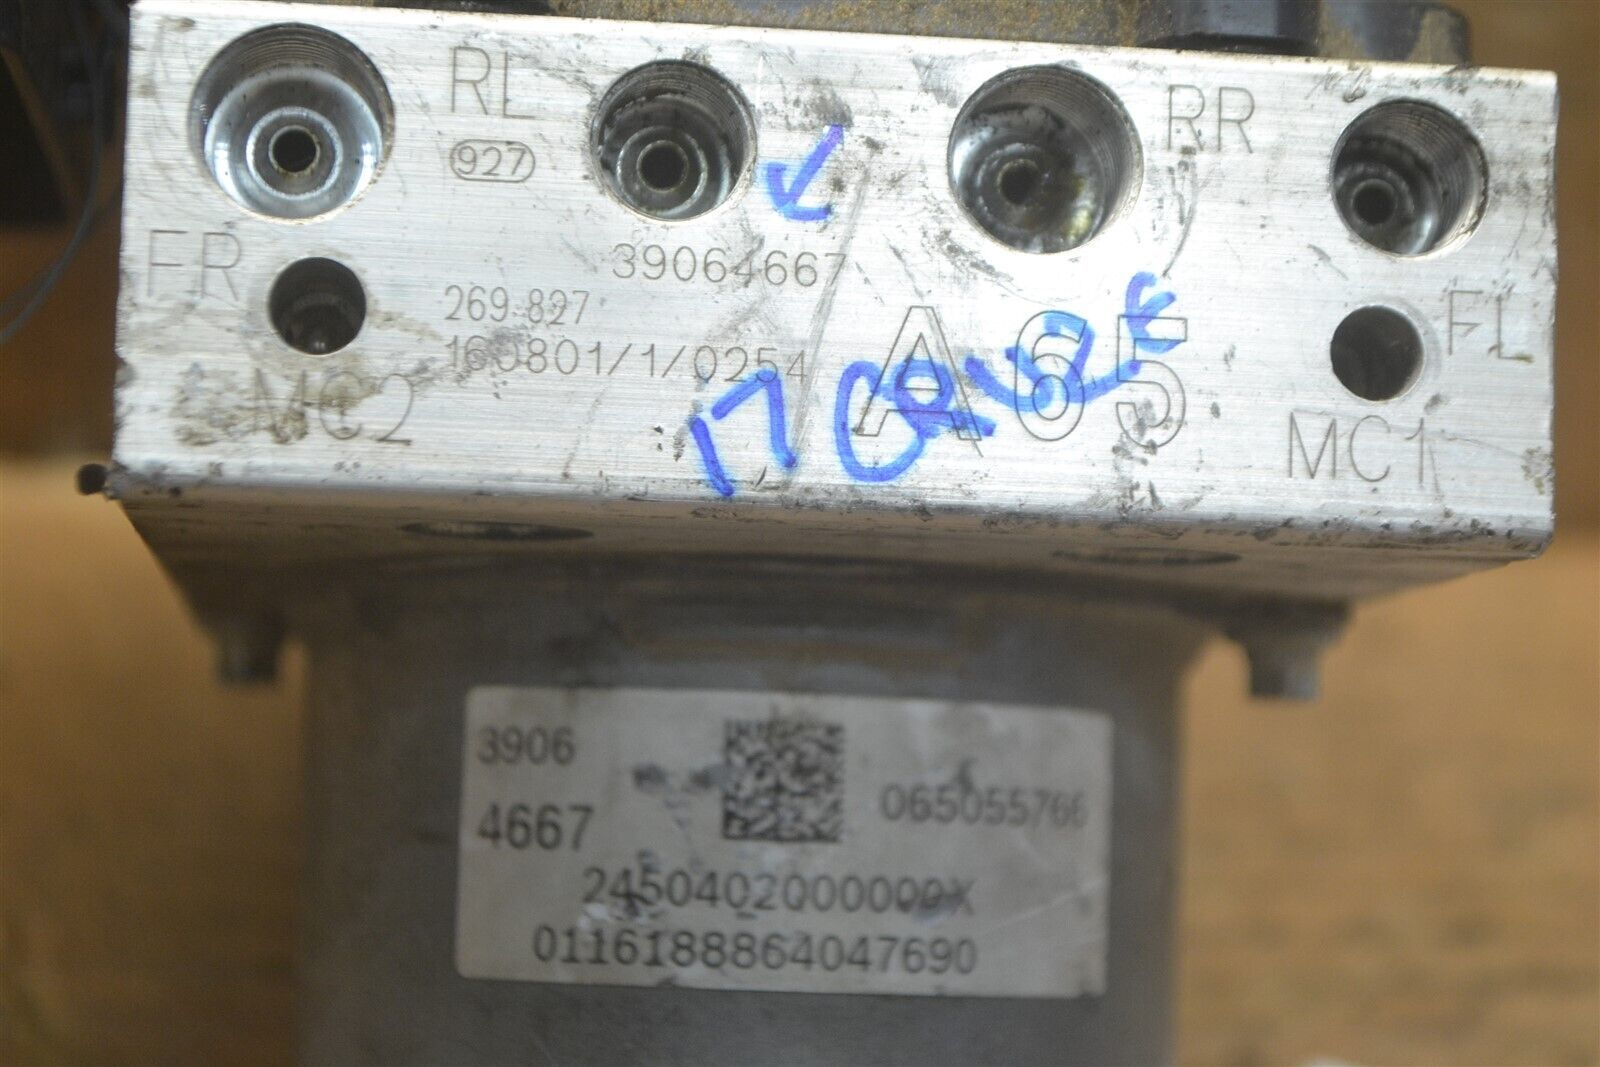 RL
RR
927
FR
39064667
FL
269-827
160801/1/0254
A65
MC2
17 CRUZE
MC1
3906
4667
065055766
2450402000000X
0116188864047690